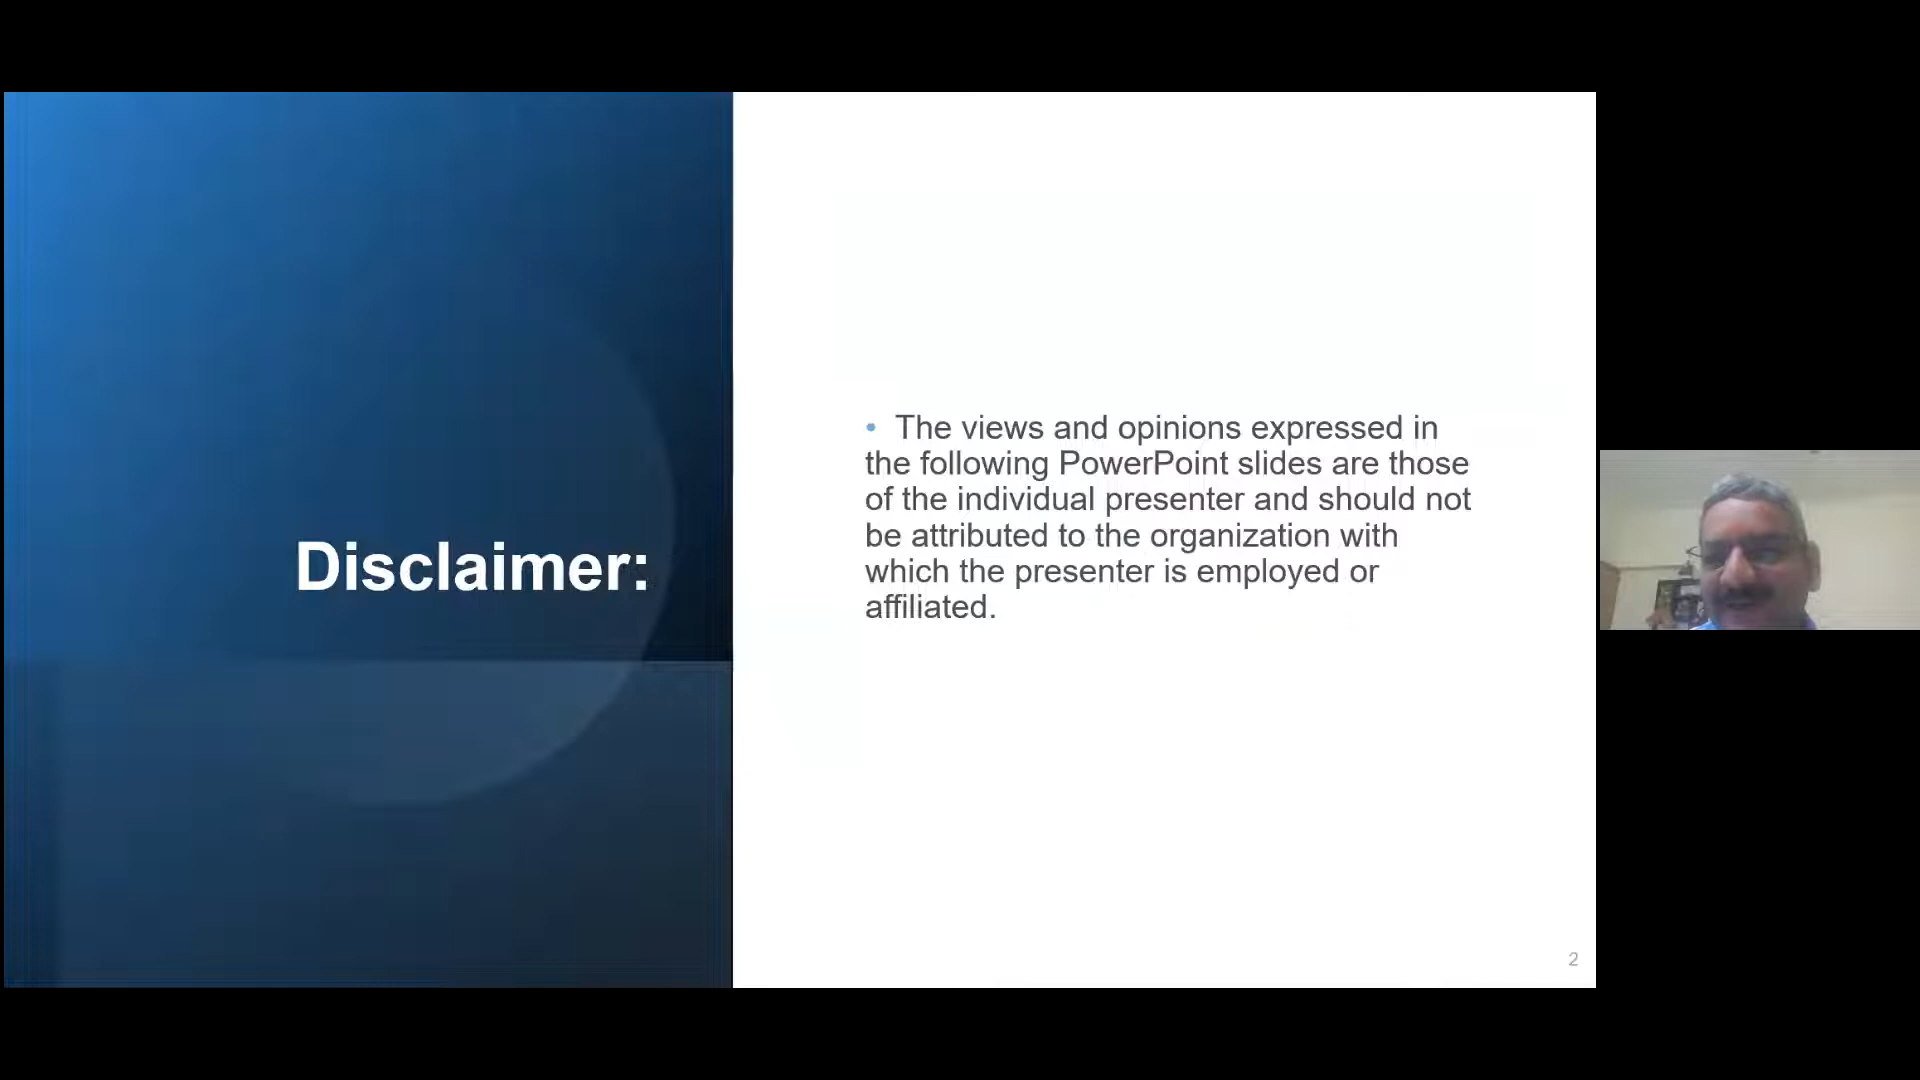 Disclaimer:
• The views and opinions expressed in
the following PowerPoint slides are those
of the individual presenter and should not
be attributed to the organization with
which the presenter is employed or
affiliated.
2